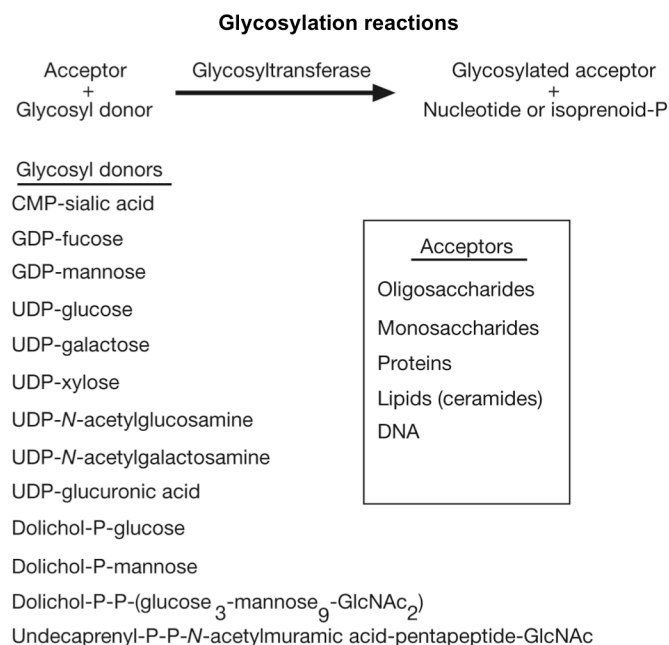 Glycosylation reactions
Acceptor
+
Glycosyl donor
Glycosyltransferase
Glycosylated acceptor
+
Nucleotide or isoprenoid-P
Glycosyl donors
CMP-sialic acid
GDP-fucose
GDP-mannose
UDP-glucose
UDP-galactose
UDP-xylose
UDP-N-acetylglucosamine
UDP-N-acetylgalactosamine
UDP-glucuronic acid
Dolichol-P-glucose
Dolichol-P-mannose
Dolichol-P-P-(glucose3-mannose9-GlcNAc2)
Undecaprenyl-P-P-N-acetylmuramic acid-pentapeptide-GlcNAc
Acceptors
Oligosaccharides
Monosaccharides
Proteins
Lipids (ceramides)
DNA